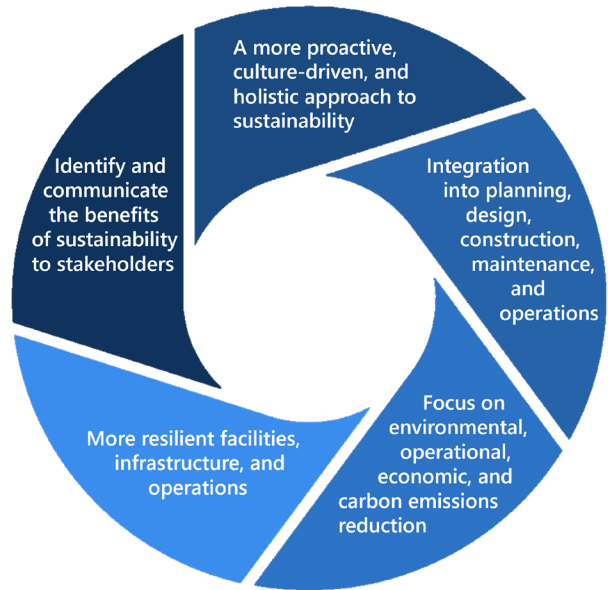 A more proactive,
culture-driven, and
holistic approach to
sustainability
Integration
into planning,
design,
construction,
maintenance,
and
operations
Focus on
environmental,
operational,
economic, and
carbon emissions
reduction
More resilient facilities,
infrastructure, and
operations
Identify and
communicate
the benefits
of sustainability
to stakeholders